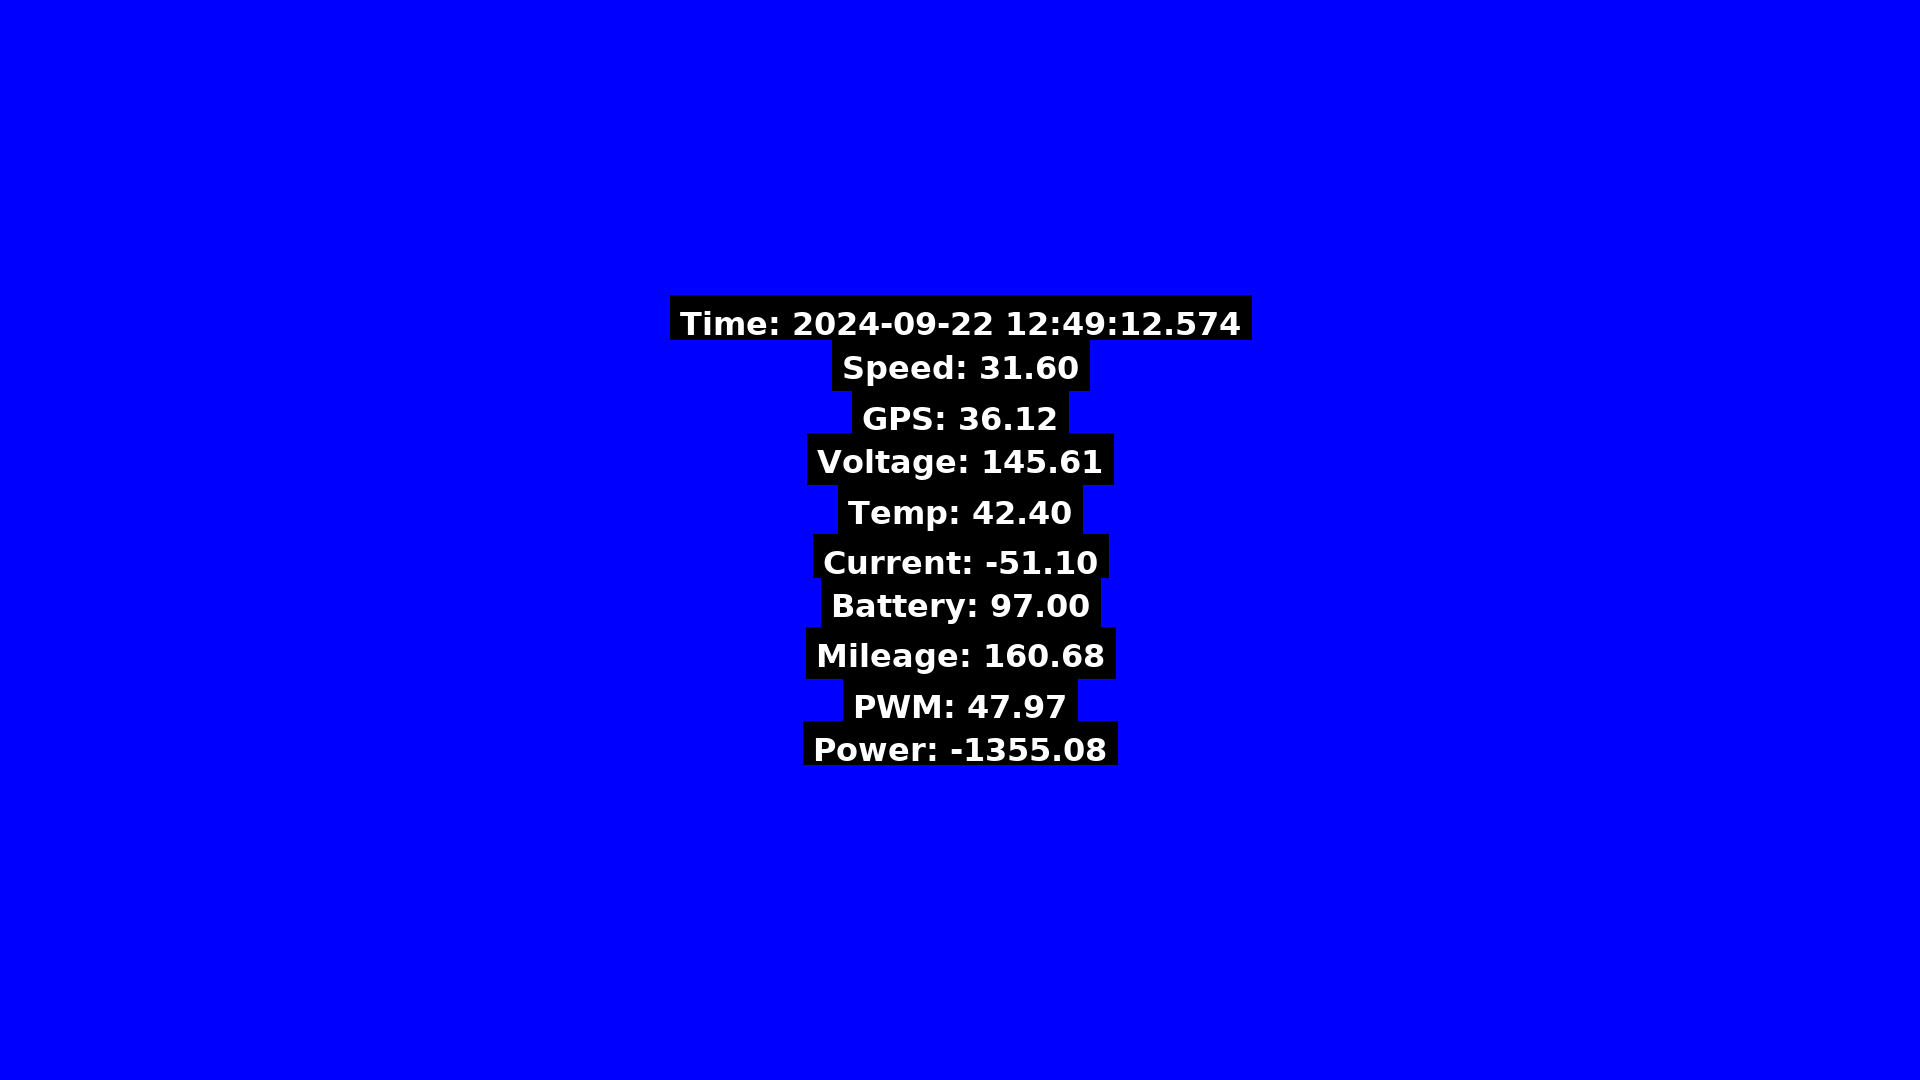 Time: 2024-09-22 12:49:12.574
Speed: 31.60
GPS: 36.12
Voltage: 145.61
Temp: 42.40
Current: -51.10
Battery: 97.00
Mileage: 160.68
PWM: 47.97
Power: -1355.08